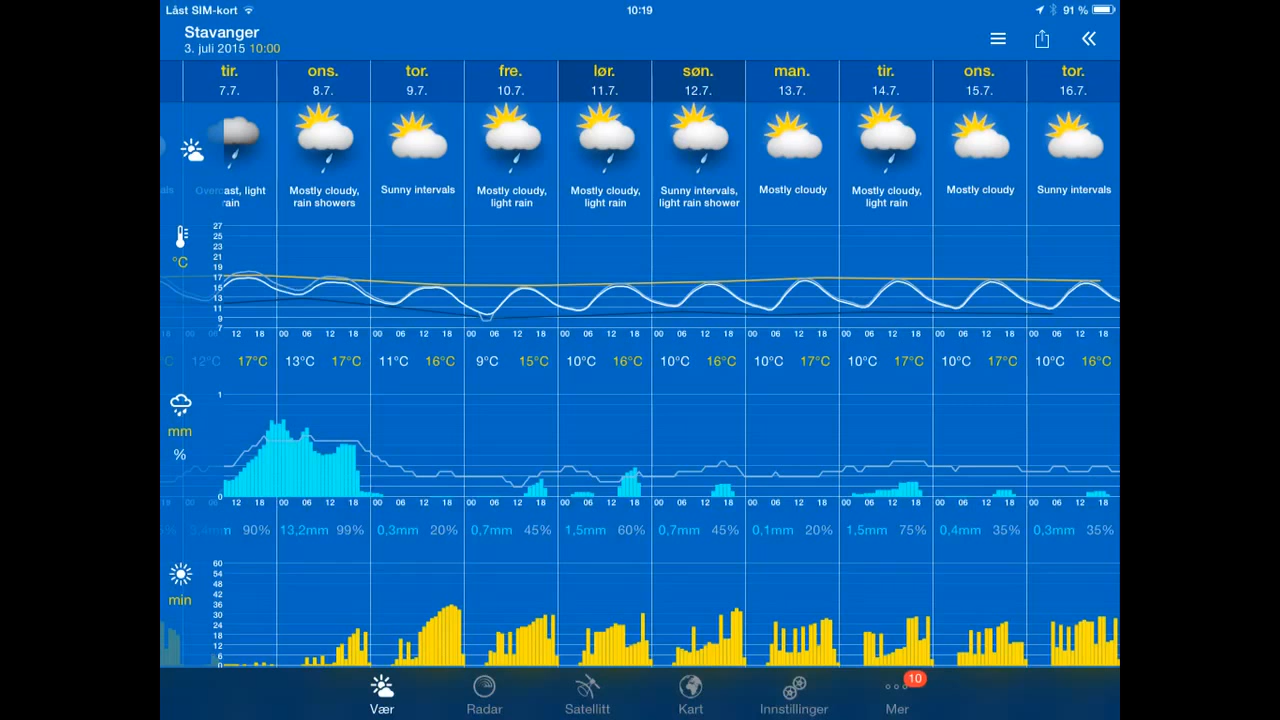 Låst SIM-kort 10:19 91 %
Stavanger
3. juli 2015 10:00
tir. ons. tor. fre. lør. søn. man. tir. ons. tor.
7.7. 8.7. 9.7. 10.7. 11.7. 12.7. 13.7. 14.7. 15.7. 16.7.
Overcast, light rain
Mostly cloudy, rain showers
Sunny intervals
Mostly cloudy, light rain
Mostly cloudy, light rain
Sunny intervals, light rain shower
Mostly cloudy
Mostly cloudy, light rain
Mostly cloudy
Sunny intervals
°C
27
25
23
21
19
17
15
13
11
9
7
12 18 00 06 12 18 00 06 12 18 00 06 12 18 00 06 12 18 00 06 12 18 00 06 12 18 00 06 12 18 00 06 12 18 00 06 12 18
12°C 17°C 13°C 17°C 11°C 16°C 9°C 15°C 10°C 16°C 10°C 16°C 10°C 17°C 10°C 17°C 10°C 17°C 10°C 16°C
1
mm
%
0
12 18 00 06 12 18 00 06 12 18 00 06 12 18 00 06 12 18 00 06 12 18 00 06 12 18 00 06 12 18 00 06 12 18 00 06 12 18
90% 13,2mm 99% 0,3mm 20% 0,7mm 45% 1,5mm 60% 0,7mm 45% 0,1mm 20% 1,5mm 75% 0,4mm 35% 0,3mm 35%
min
60
54
48
42
36
30
24
18
12
6
0
10
Vær Radar Satellitt Kart Innstillinger Mer